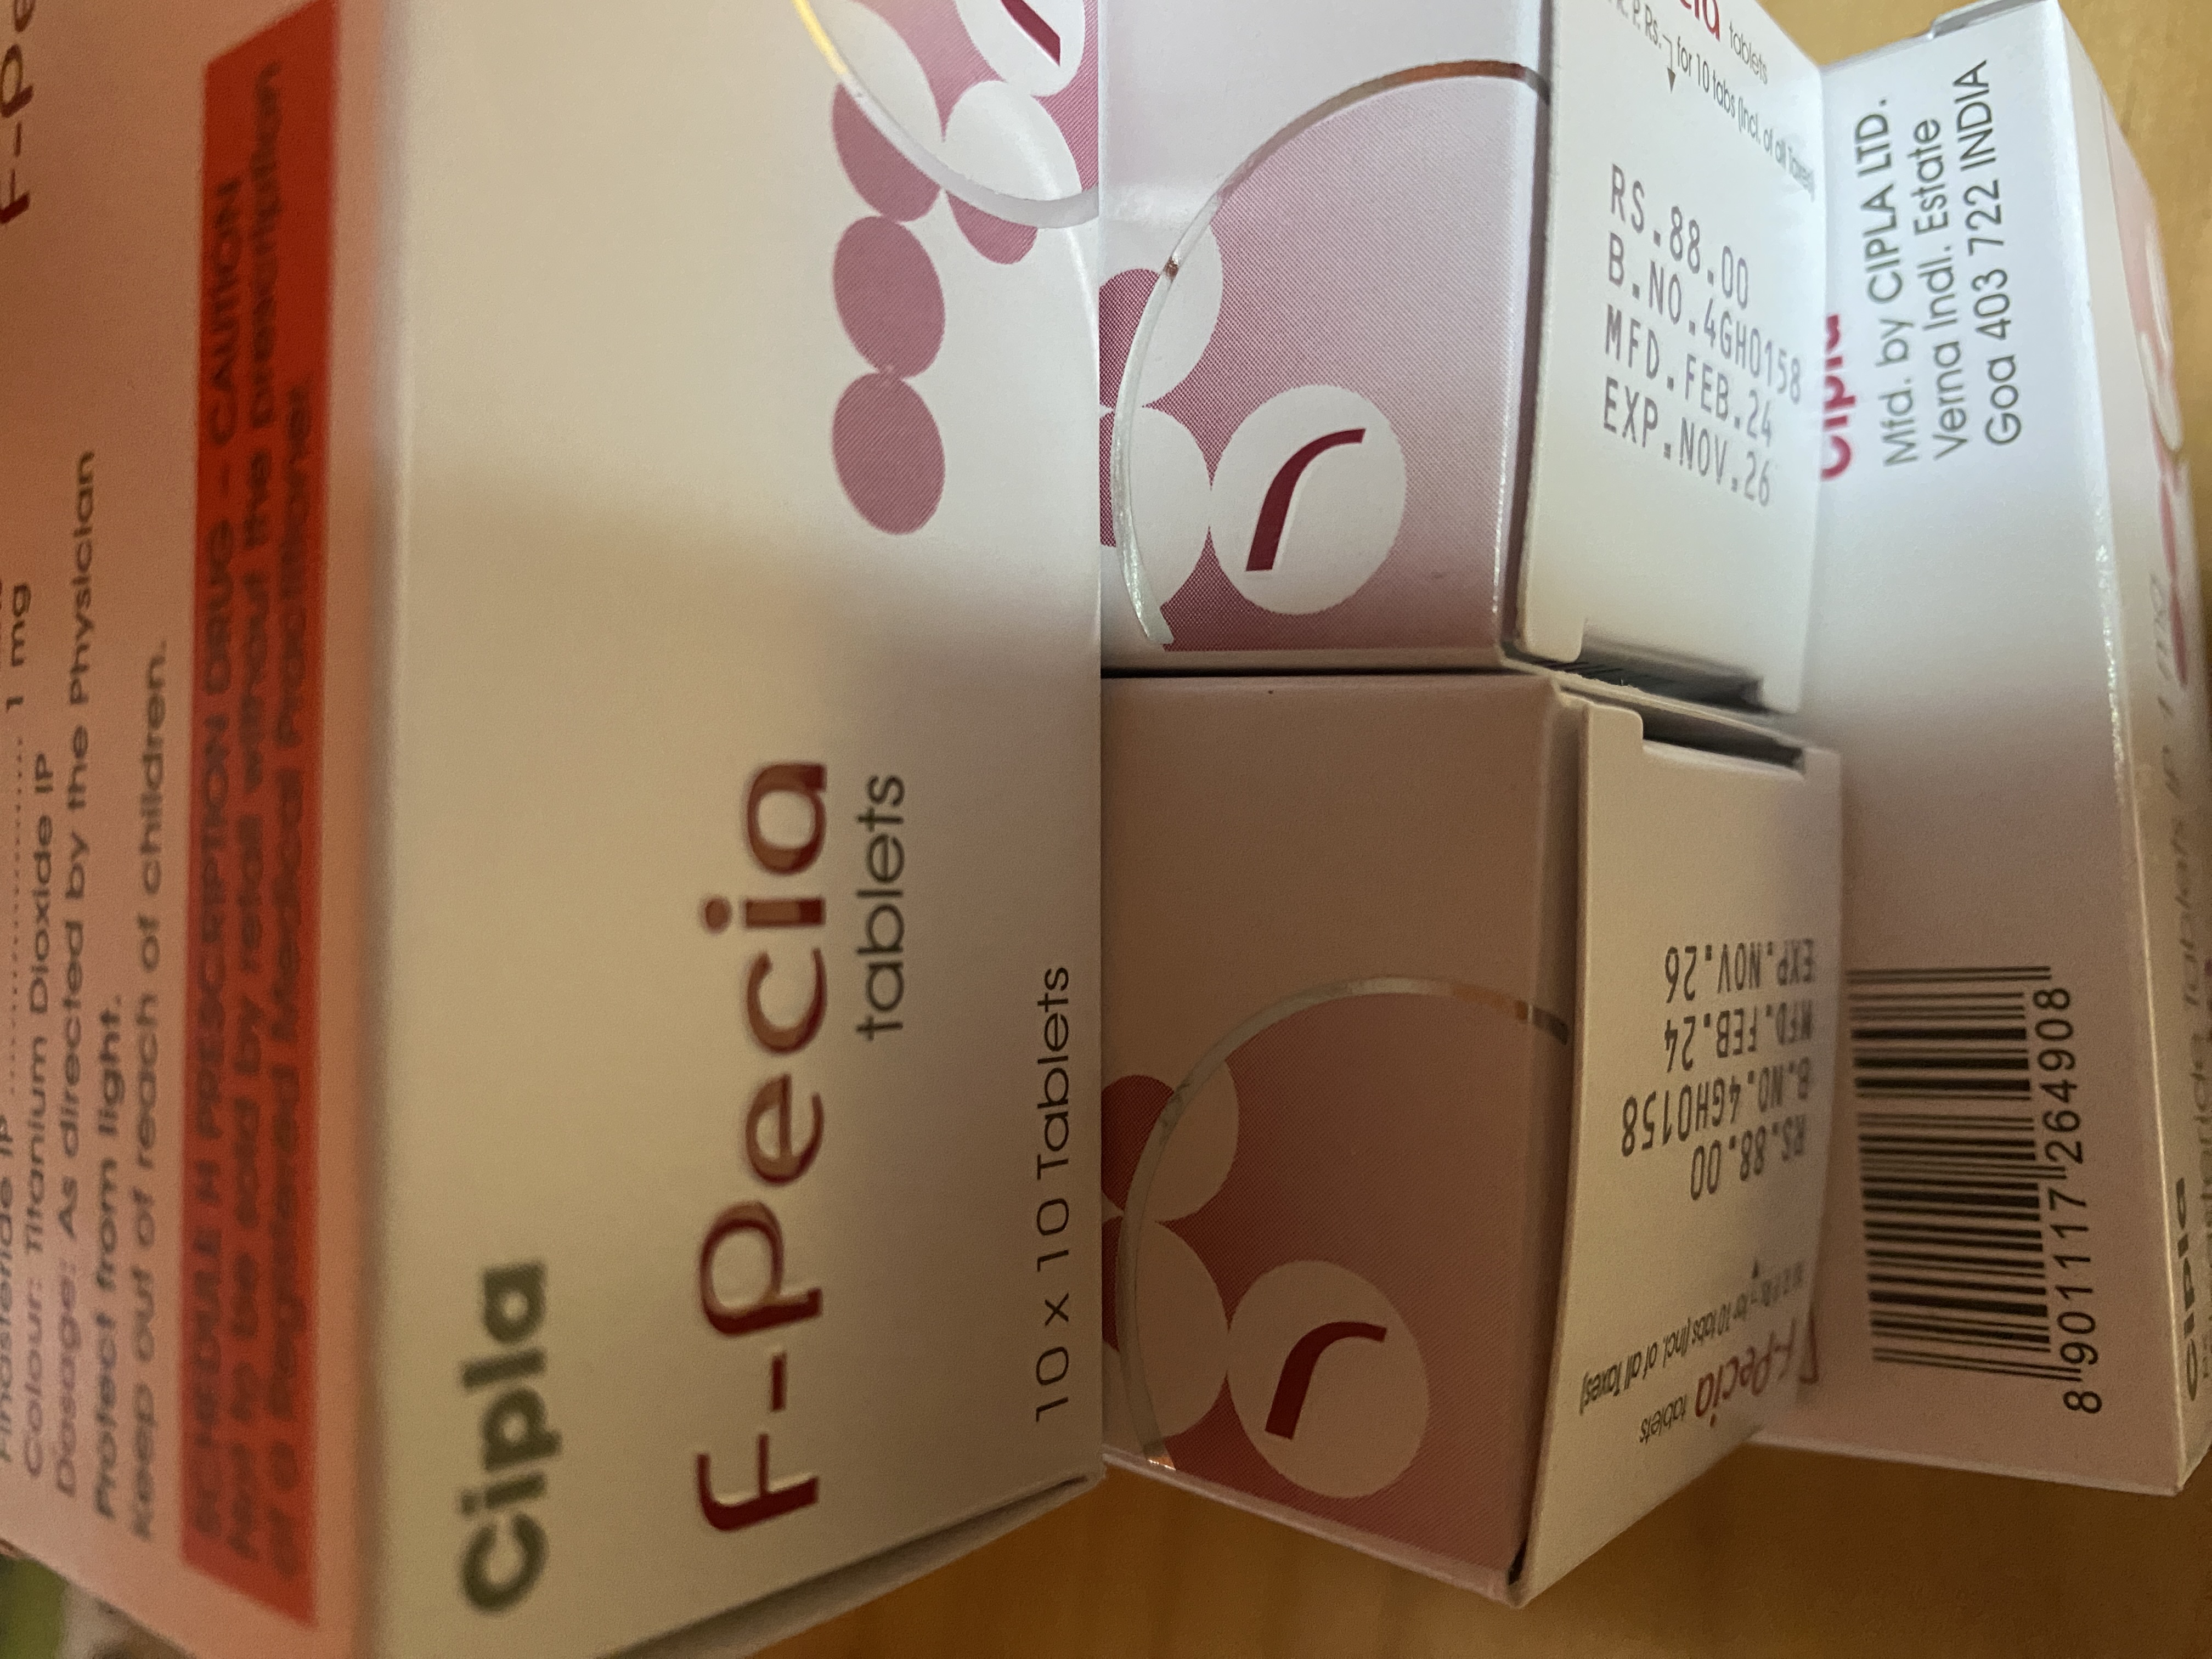 F-Pe
1 mg
Colour: Titanium Dioxide IP
Dosage: As directed by the Physician
Protect from light.
Keep out of reach of children.
SCHEDULE H PRESCRIPTION DRUG - CAUTION
Not to be sold by retail without the prescription
of a Registered Medical Practitioner
Cipla
F-Pecia
tablets
10 x 10 Tablets
tablets
for 10 tabs (Incl. of all Taxes)
RS.88.00
B.NO.4GH0158
MFD.FEB.24
EXP.NOV.26
F-Pecia
tablets
for 10 tabs (Incl. of all Taxes)
RS.88.00
B.NO.4GH0158
MFD.FEB.24
EXP.NOV.26
Cipla
Mfd. by CIPLA LTD.
Verna Indl. Estate
Goa 403 722 INDIA
8 901117 264908
Tablets IP 1 mg
Cipla